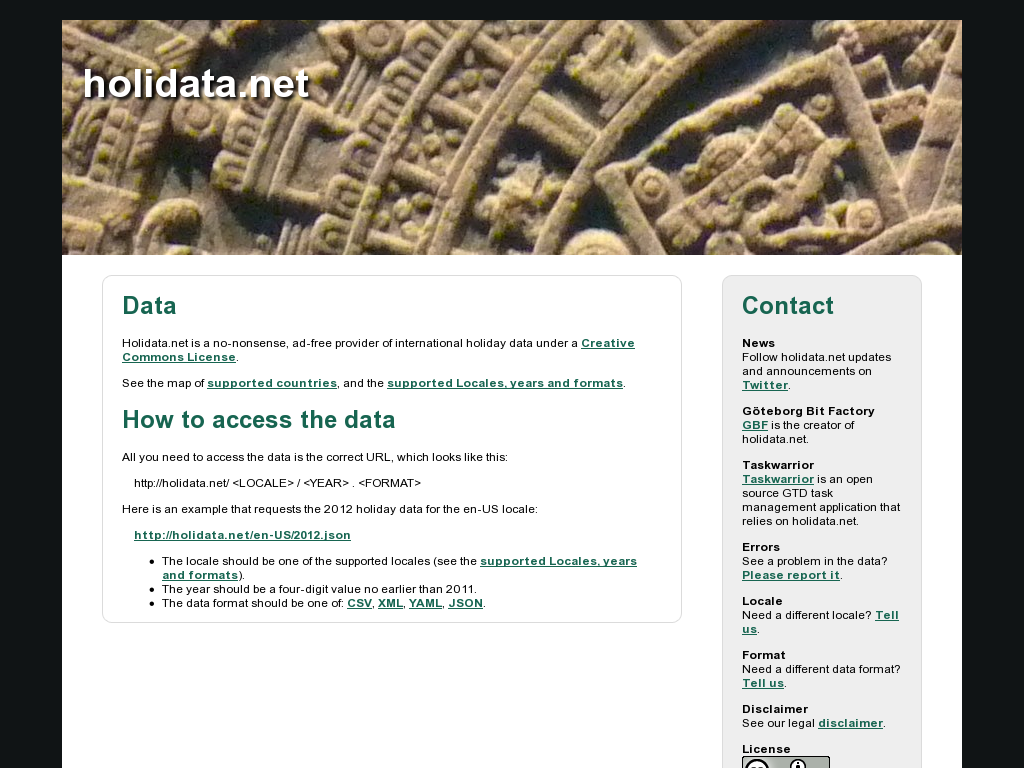 holidata.net
Data
Holidata.net is a no-nonsense, ad-free provider of international holiday data under a Creative
Commons License.
See the map of supported countries, and the supported Locales, years and formats.
How to access the data
All you need to access the data is the correct URL, which looks like this:
http://holidata.net/ <LOCALE> / <YEAR> . <FORMAT>
Here is an example that requests the 2012 holiday data for the en-US locale:
http://holidata.net/en-US/2012.json
• The locale should be one of the supported locales (see the supported Locales, years
and formats).
• The year should be a four-digit value no earlier than 2011.
• The data format should be one of: CSV, XML, YAML, JSON.
Contact
News
Follow holidata.net updates
and announcements on
Twitter.
Göteborg Bit Factory
GBF is the creator of
holidata.net.
Taskwarrior
Taskwarrior is an open
source GTD task
management application that
relies on holidata.net.
Errors
See a problem in the data?
Please report it.
Locale
Need a different locale? Tell
us.
Format
Need a different data format?
Tell us.
Disclaimer
See our legal disclaimer.
License